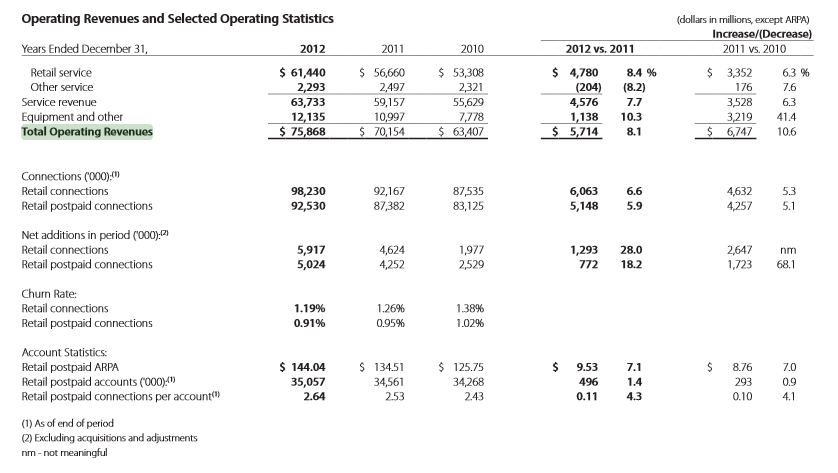 Operating Revenues and Selected Operating Statistics
(dollars in millions, except ARPA)
Increase/(Decrease)
Years Ended December 31, 2012 2011 2010 2012 vs. 2011 2011 vs. 2010
Retail service $ 61,440 $ 56,660 $ 53,308 $ 4,780 8.4 % $ 3,352 6.3 %
Other service 2,293 2,497 2,321 (204) (8.2) 176 7.6
Service revenue 63,733 59,157 55,629 4,576 7.7 3,528 6.3
Equipment and other 12,135 10,997 7,778 1,138 10.3 3,219 41.4
Total Operating Revenues $ 75,868 $ 70,154 $ 63,407 $ 5,714 8.1 $ 6,747 10.6
Connections ('000):(1)
Retail connections 98,230 92,167 87,535 6,063 6.6 4,632 5.3
Retail postpaid connections 92,530 87,382 83,125 5,148 5.9 4,257 5.1
Net additions in period ('000):(2)
Retail connections 5,917 4,624 1,977 1,293 28.0 2,647 nm
Retail postpaid connections 5,024 4,252 2,529 772 18.2 1,723 68.1
Churn Rate:
Retail connections 1.19% 1.26% 1.38%
Retail postpaid connections 0.91% 0.95% 1.02%
Account Statistics:
Retail postpaid ARPA $ 144.04 $ 134.51 $ 125.75 $ 9.53 7.1 $ 8.76 7.0
Retail postpaid accounts ('000):(1) 35,057 34,561 34,268 496 1.4 293 0.9
Retail postpaid connections per account(1) 2.64 2.53 2.43 0.11 4.3 0.10 4.1
(1) As of end of period
(2) Excluding acquisitions and adjustments
nm - not meaningful